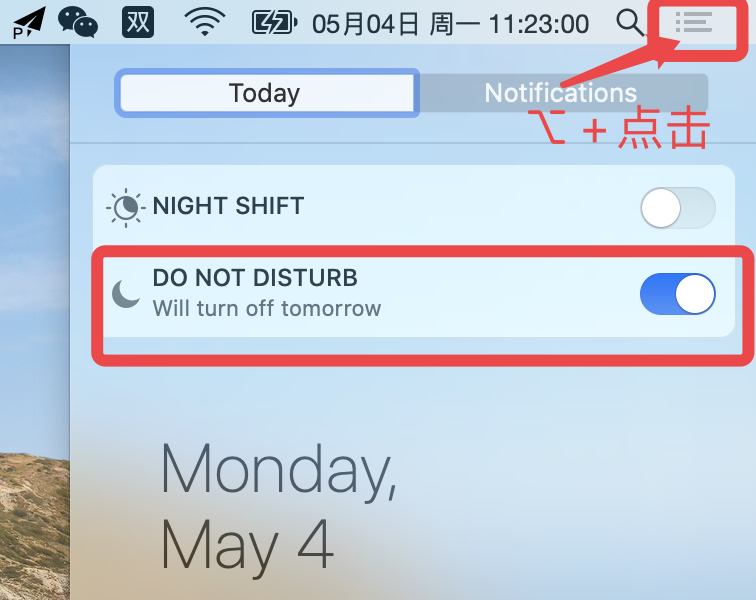 P
双
05月04日 周一 11:23:00
Today
Notifications
⌥ + 点击
NIGHT SHIFT
DO NOT DISTURB
Will turn off tomorrow
Monday,
May 4